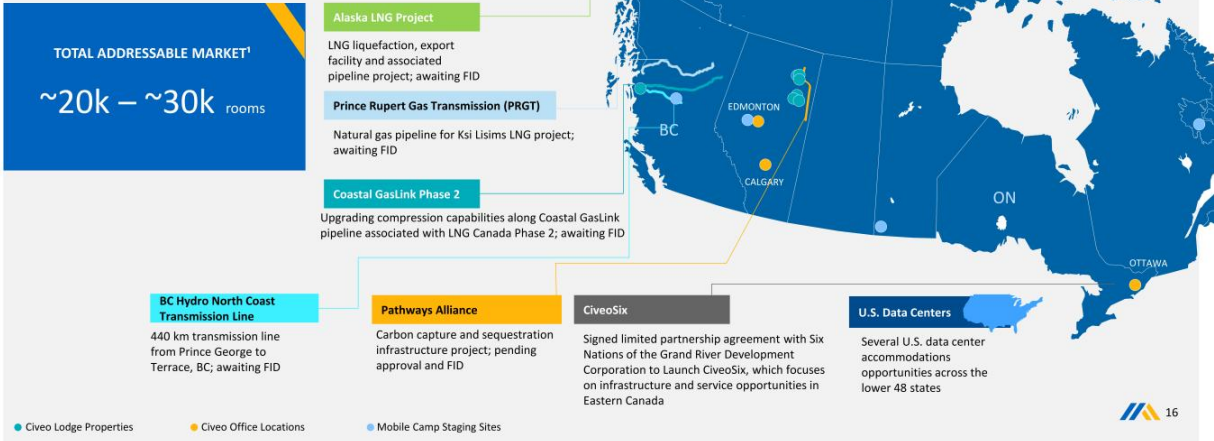 TOTAL ADDRESSABLE MARKET¹
~20k – ~30k rooms
Alaska LNG Project
LNG liquefaction, export
facility and associated
pipeline project; awaiting FID
Prince Rupert Gas Transmission (PRGT)
Natural gas pipeline for Ksi Lisims LNG project;
awaiting FID
Coastal GasLink Phase 2
Upgrading compression capabilities along Coastal GasLink
pipeline associated with LNG Canada Phase 2; awaiting FID
BC
EDMONTON
CALGARY
ON
OTTAWA
BC Hydro North Coast
Transmission Line
440 km transmission line
from Prince George to
Terrace, BC; awaiting FID
Pathways Alliance
Carbon capture and sequestration
infrastructure project; pending
approval and FID
CiveoSix
Signed limited partnership agreement with Six
Nations of the Grand River Development
Corporation to Launch CiveoSix, which focuses
on infrastructure and service opportunities in
Eastern Canada
U.S. Data Centers
Several U.S. data center
accommodations
opportunities across the
lower 48 states
Civeo Lodge Properties
Civeo Office Locations
Mobile Camp Staging Sites
16